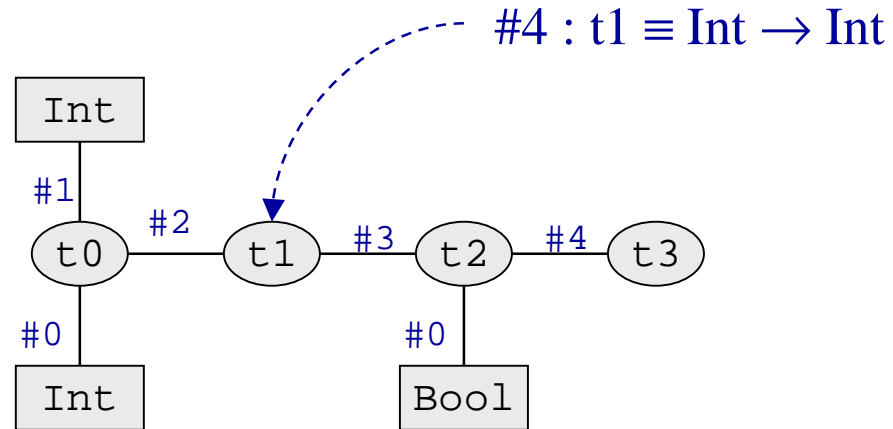 #4 : t1 ≡ Int → Int
Int
#1
#2
t0
t1
#3
t2
#4
t3
#0
#0
Int
Bool